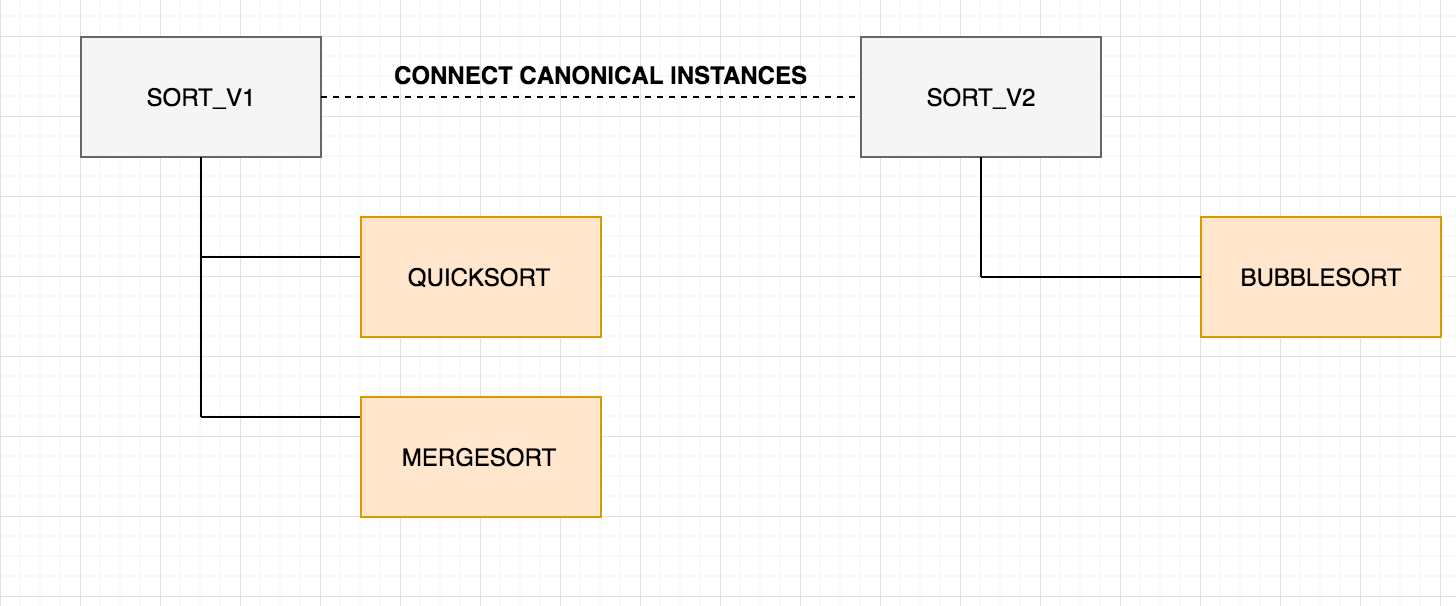 CONNECT CANONICAL INSTANCES
SORT_V1
SORT_V2
QUICKSORT
BUBBLESORT
MERGESORT